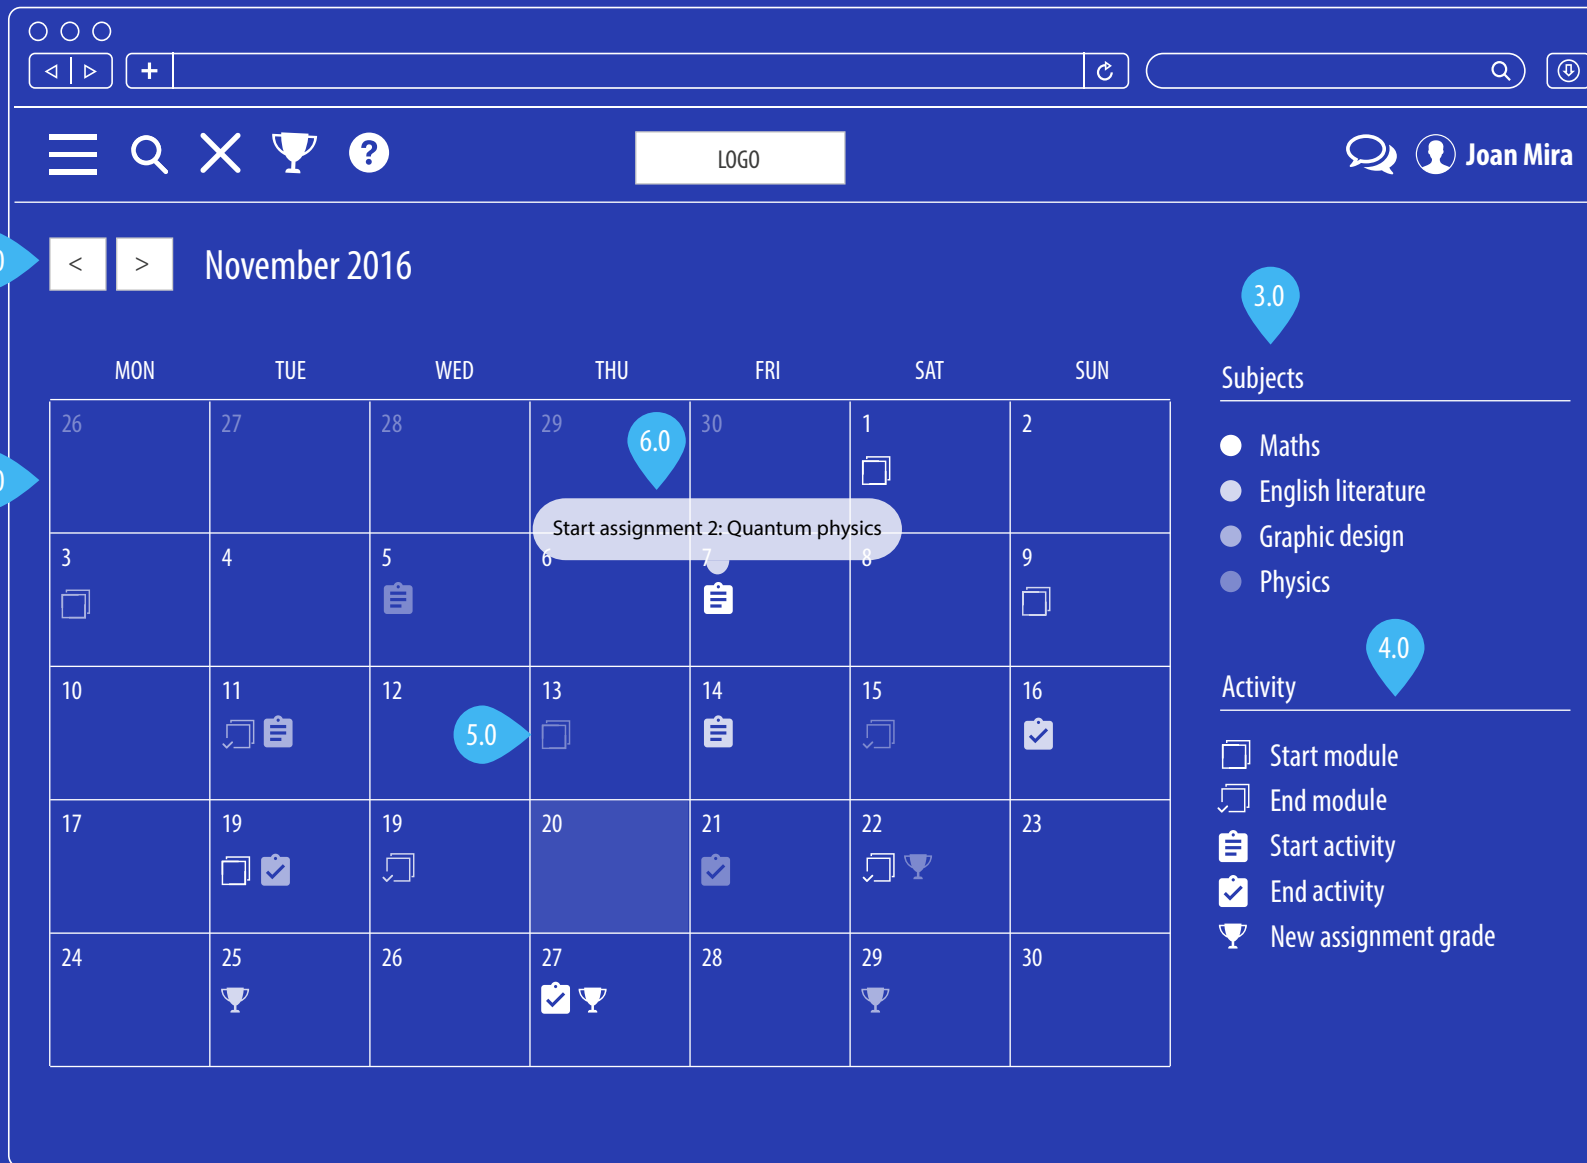 LOGO
Joan Mira
0
< > November 2016
3.0
MON TUE WED THU FRI SAT SUN
Subjects
26 27 28 29 30 1 2
6.0
0
Start assignment 2: Quantum physics
Maths
English literature
Graphic design
Physics
3 4 5 6 7 8 9
4.0
Activity
10 11 12 13 14 15 16
5.0
Start module
End module
Start activity
End activity
New assignment grade
17 19 19 20 21 22 23
24 25 26 27 28 29 30